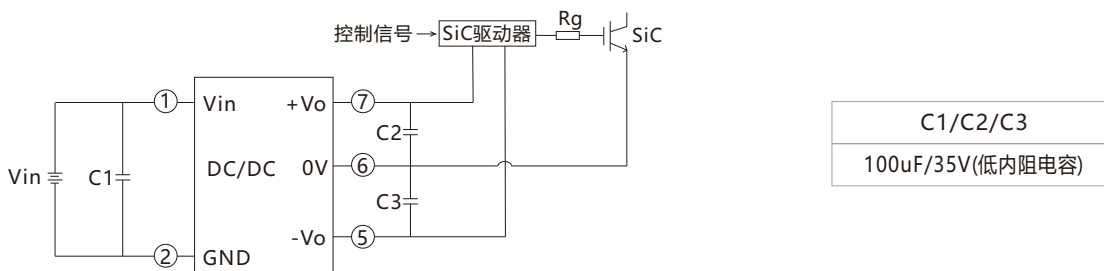 控制信号
SiC驱动器
Rg
SiC
① Vin
+Vo ⑦
C2
Vin
C1
DC/DC
0V ⑥
C3
-Vo ⑤
② GND
C1/C2/C3
100uF/35V(低内阻电容)